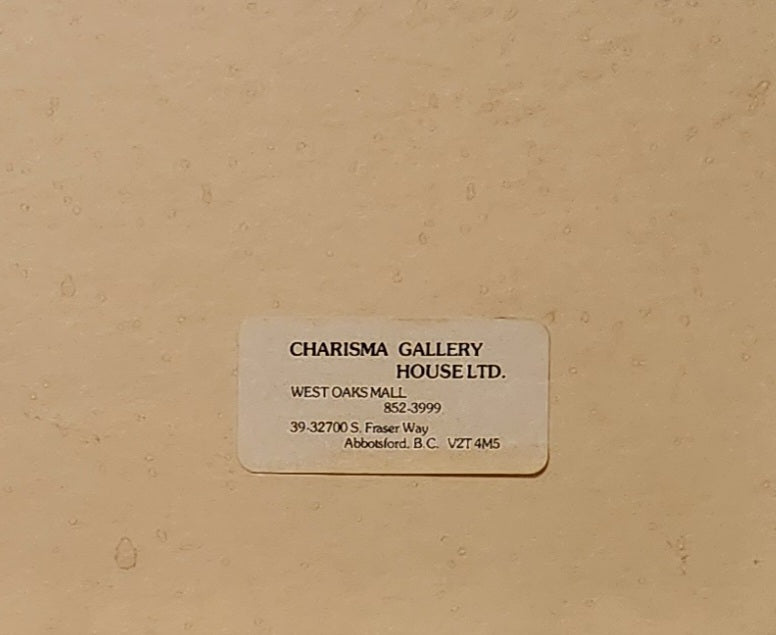 CHARISMA GALLERY
HOUSE LTD.
WEST OAKS MALL
852-3999
39-32700 S. Fraser Way
Abbotsford, B.C. V2T 4M5